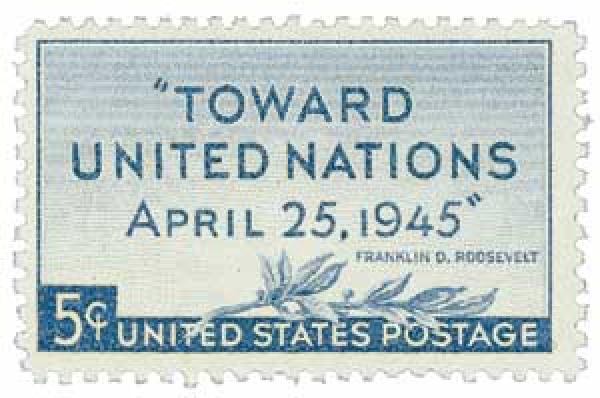 "TOWARD
UNITED NATIONS
APRIL 25, 1945"
FRANKLIN D. ROOSEVELT
5¢ UNITED STATES POSTAGE